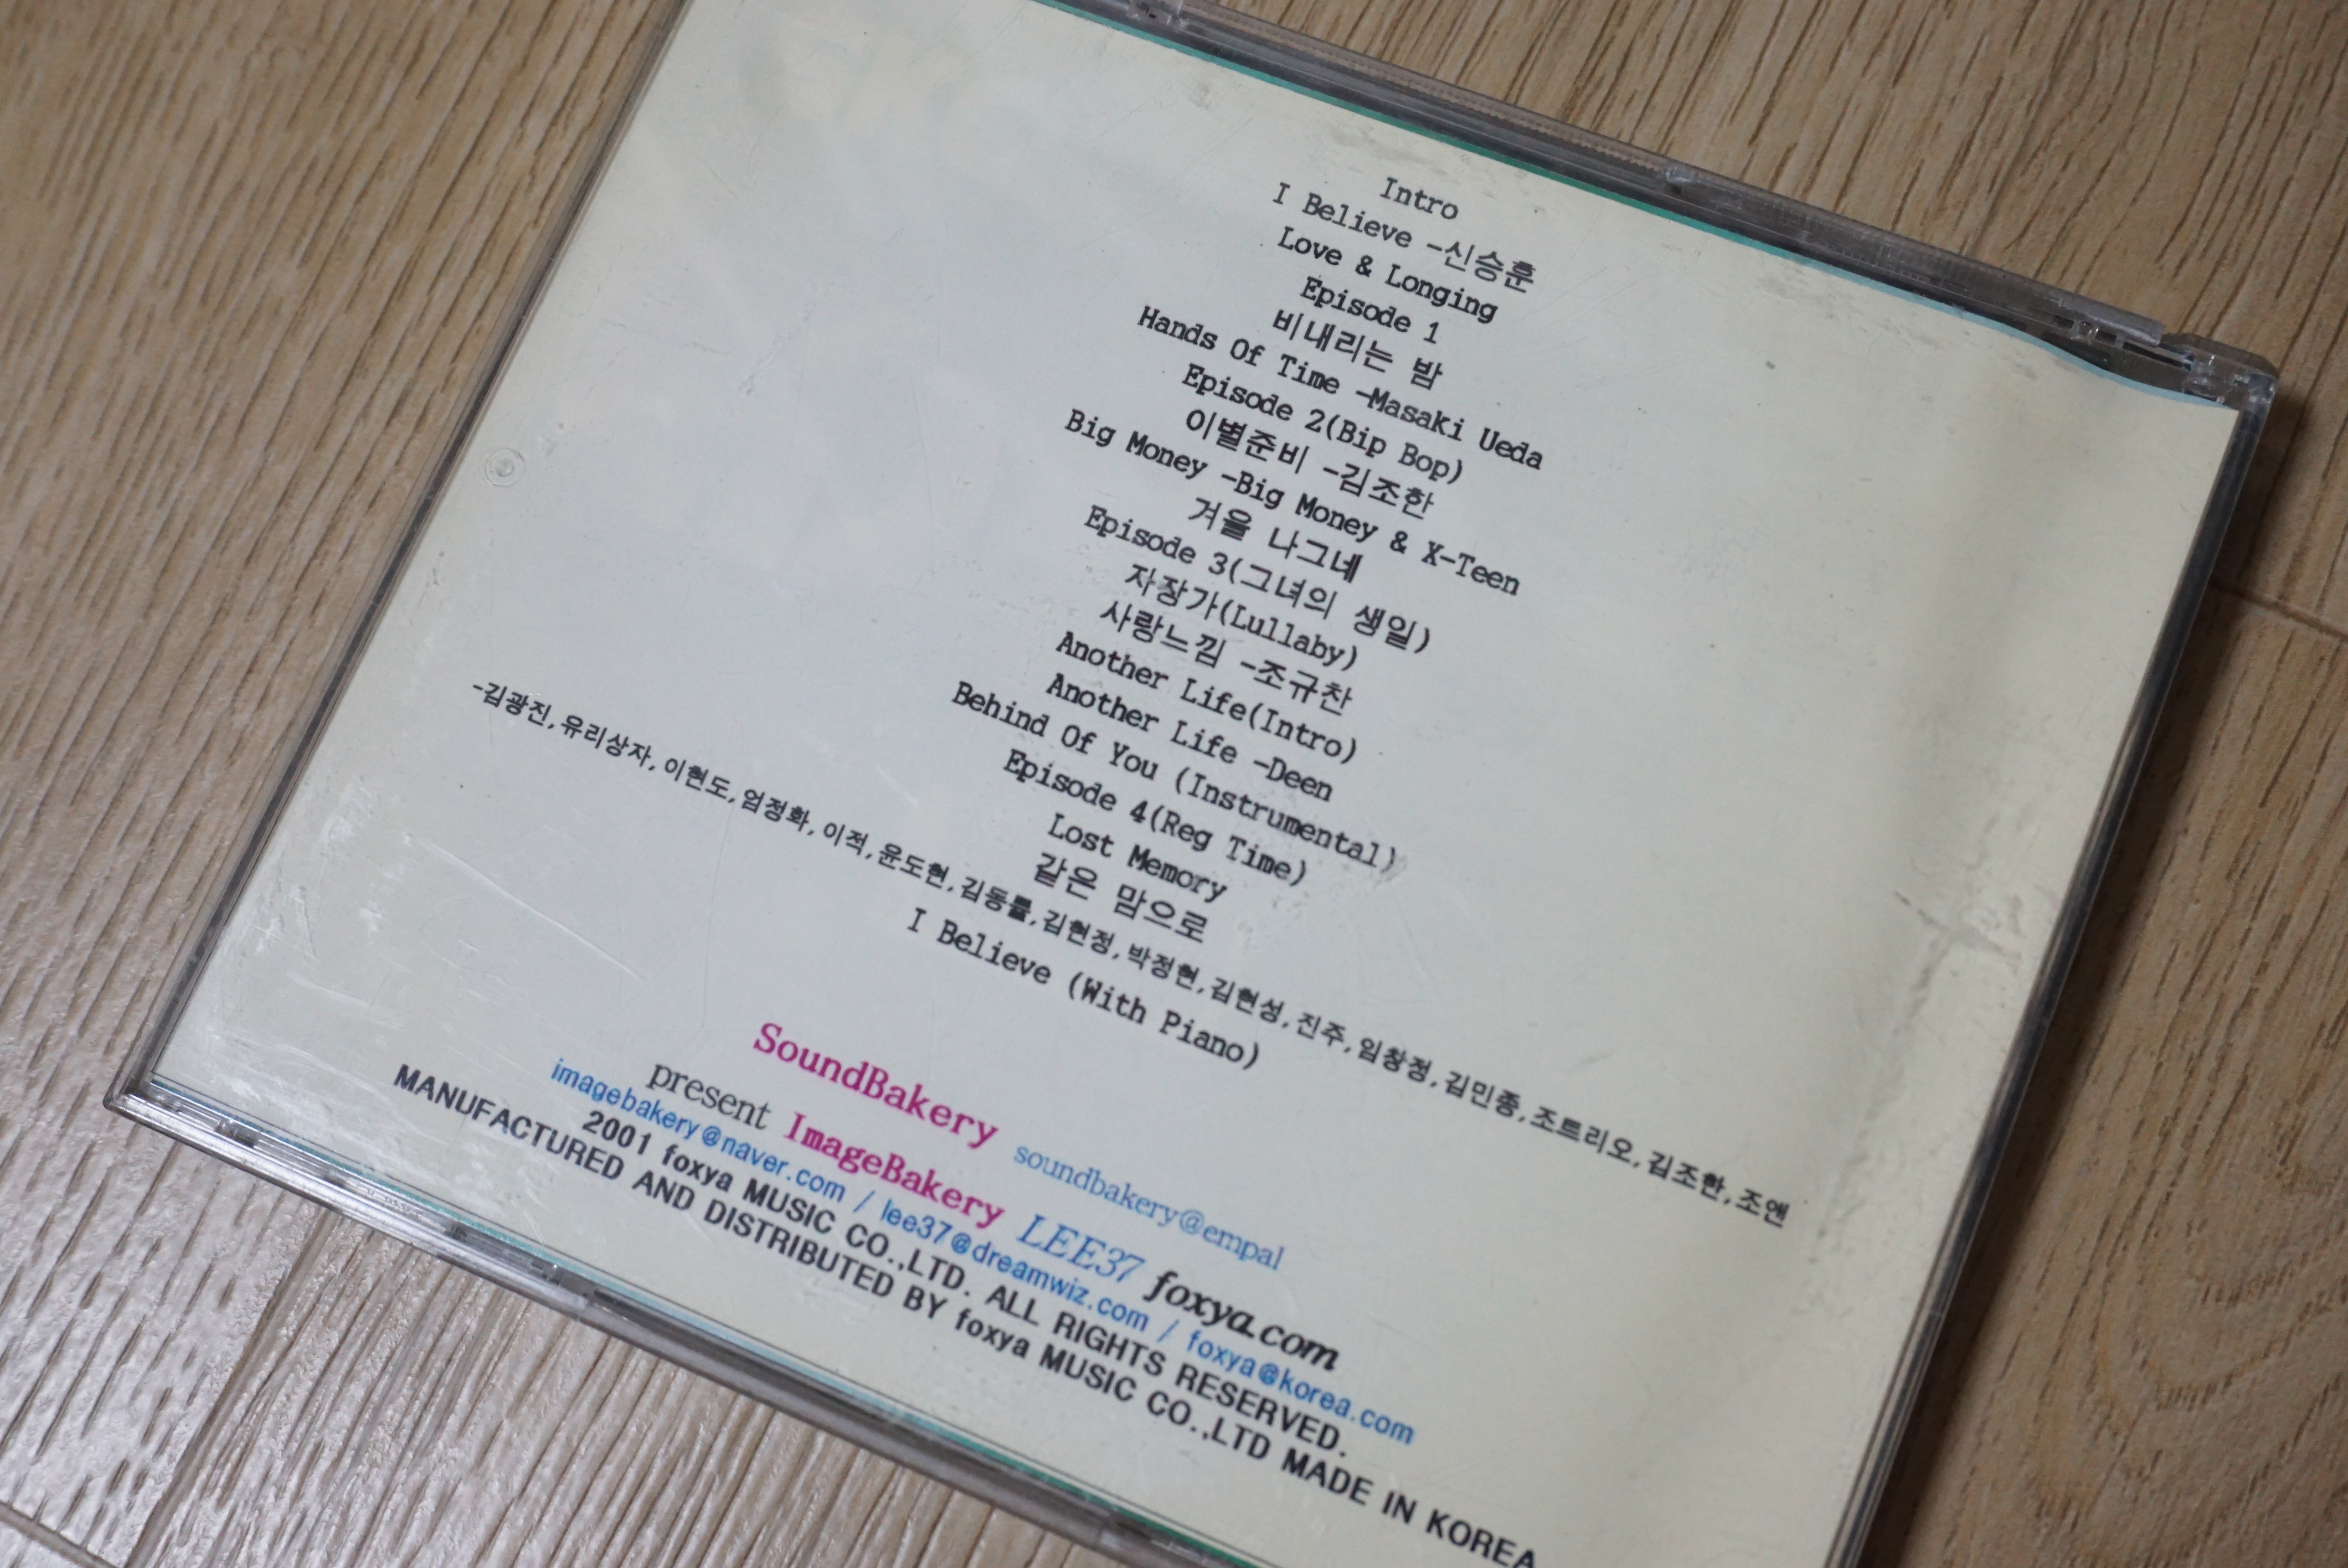 Intro
I Believe -신승훈
Love & Longing
Episode 1
비내리는 밤
Hands Of Time -Masaki Ueda
Episode 2(Bip Bop)
이별준비 -김조한
Big Money -Big Money & X-Teen
겨울 나그네
Episode 3(그녀의 생일)
자장가(Lullaby)
사랑느낌 -조규찬
Another Life(Intro)
Another Life -Deen
Behind Of You (Instrumental)
Episode 4(Reg Time)
Lost Memory
같은 맘으로
-김광진,유리상자,이현도,엄정화,이적,윤도현,김동률,김현정,박정현,김현성,진주,임창정,김민종,조트리오,김조한,조앤
I Believe (With Piano)
SoundBakery soundbakery@empal
present ImageBakery LEE37 foxya.com
imagebakery@naver.com / lee37@dreamwiz.com / foxya@korea.com
2001 foxya MUSIC CO.,LTD. ALL RIGHTS RESERVED.
MANUFACTURED AND DISTRIBUTED BY foxya MUSIC CO.,LTD MADE IN KOREA